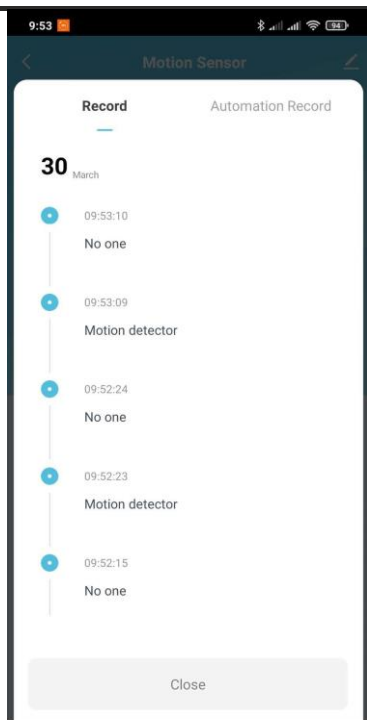 9:53
94
Motion Sensor
Record
Automation Record
30 March
09:53:10
No one
09:53:09
Motion detector
09:52:24
No one
09:52:23
Motion detector
09:52:15
No one
Close